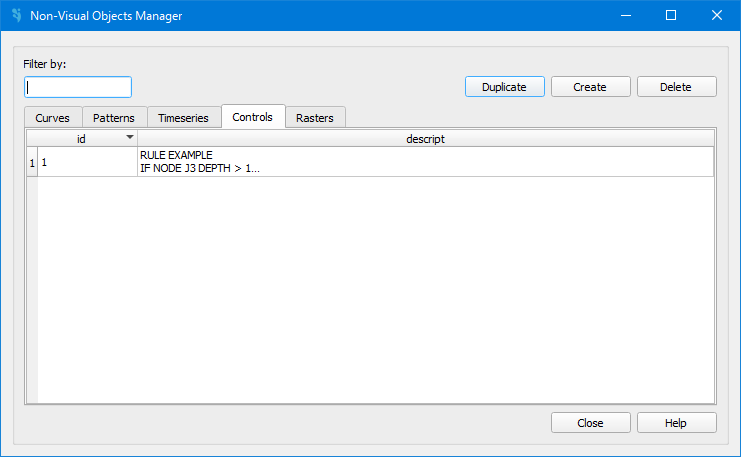 Non-Visual Objects Manager
Filter by:
Duplicate Create Delete
Curves Patterns Timeseries Controls Rasters
id descript
1 1 RULE EXAMPLE
IF NODE J3 DEPTH > 1...
Close Help